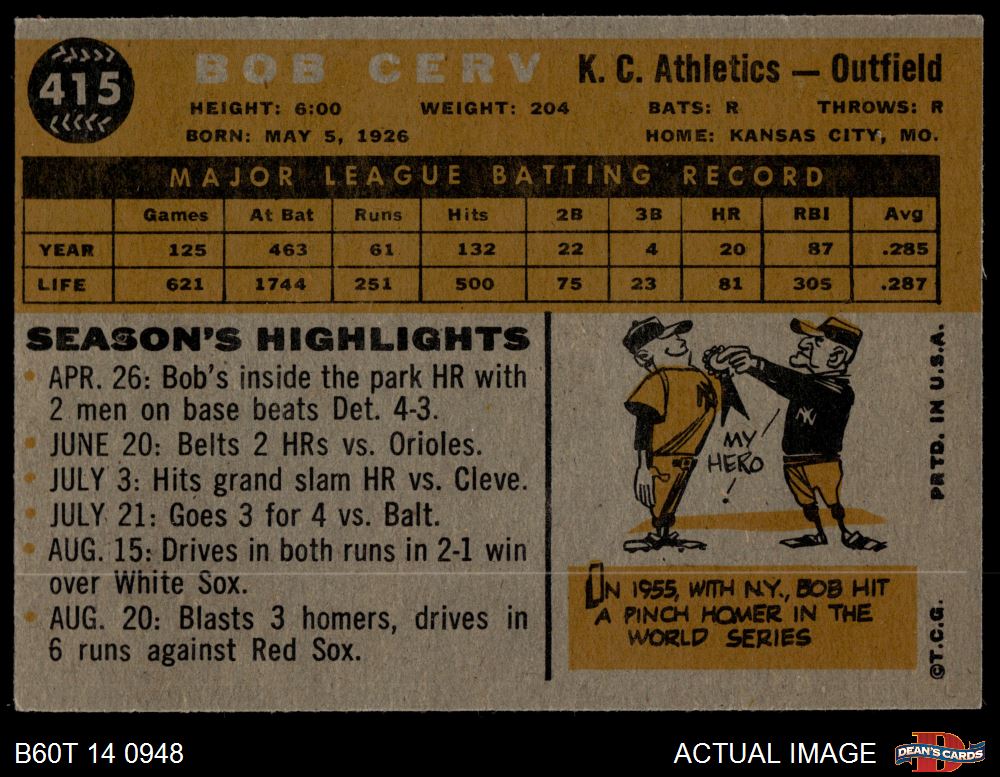 415
BOB CERV K. C. Athletics — Outfield
HEIGHT: 6:00 WEIGHT: 204 BATS: R THROWS: R
BORN: MAY 5, 1926 HOME: KANSAS CITY, MO.
MAJOR LEAGUE BATTING RECORD
Games At Bat Runs Hits 2B 3B HR RBI Avg
YEAR 125 463 61 132 22 4 20 87 .285
LIFE 621 1744 251 500 75 23 81 305 .287
SEASON'S HIGHLIGHTS
• APR. 26: Bob's inside the park HR with
2 men on base beats Det. 4-3.
• JUNE 20: Belts 2 HRs vs. Orioles.
• JULY 3: Hits grand slam HR vs. Cleve.
• JULY 21: Goes 3 for 4 vs. Balt.
• AUG. 15: Drives in both runs in 2-1 win
over White Sox.
• AUG. 20: Blasts 3 homers, drives in
6 runs against Red Sox.
NY
NY
MY
HERO
!
IN 1955, WITH N.Y., BOB HIT
A PINCH HOMER IN THE
WORLD SERIES
PRTD. IN U.S.A.
©T.C.G.
B60T 14 0948
ACTUAL IMAGE
D
DEAN'S CARDS